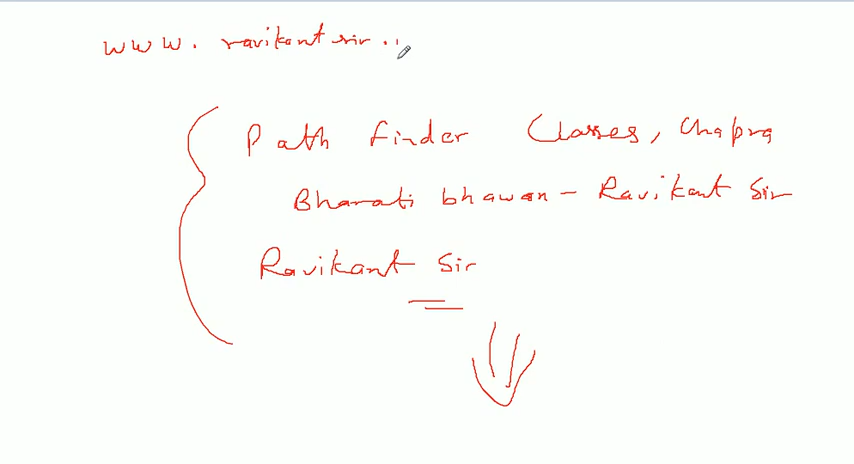 www. ravikantsir..
Path finder Classes, Chapra
Bharati bhawan - Ravikant Sir
Ravikant Sir